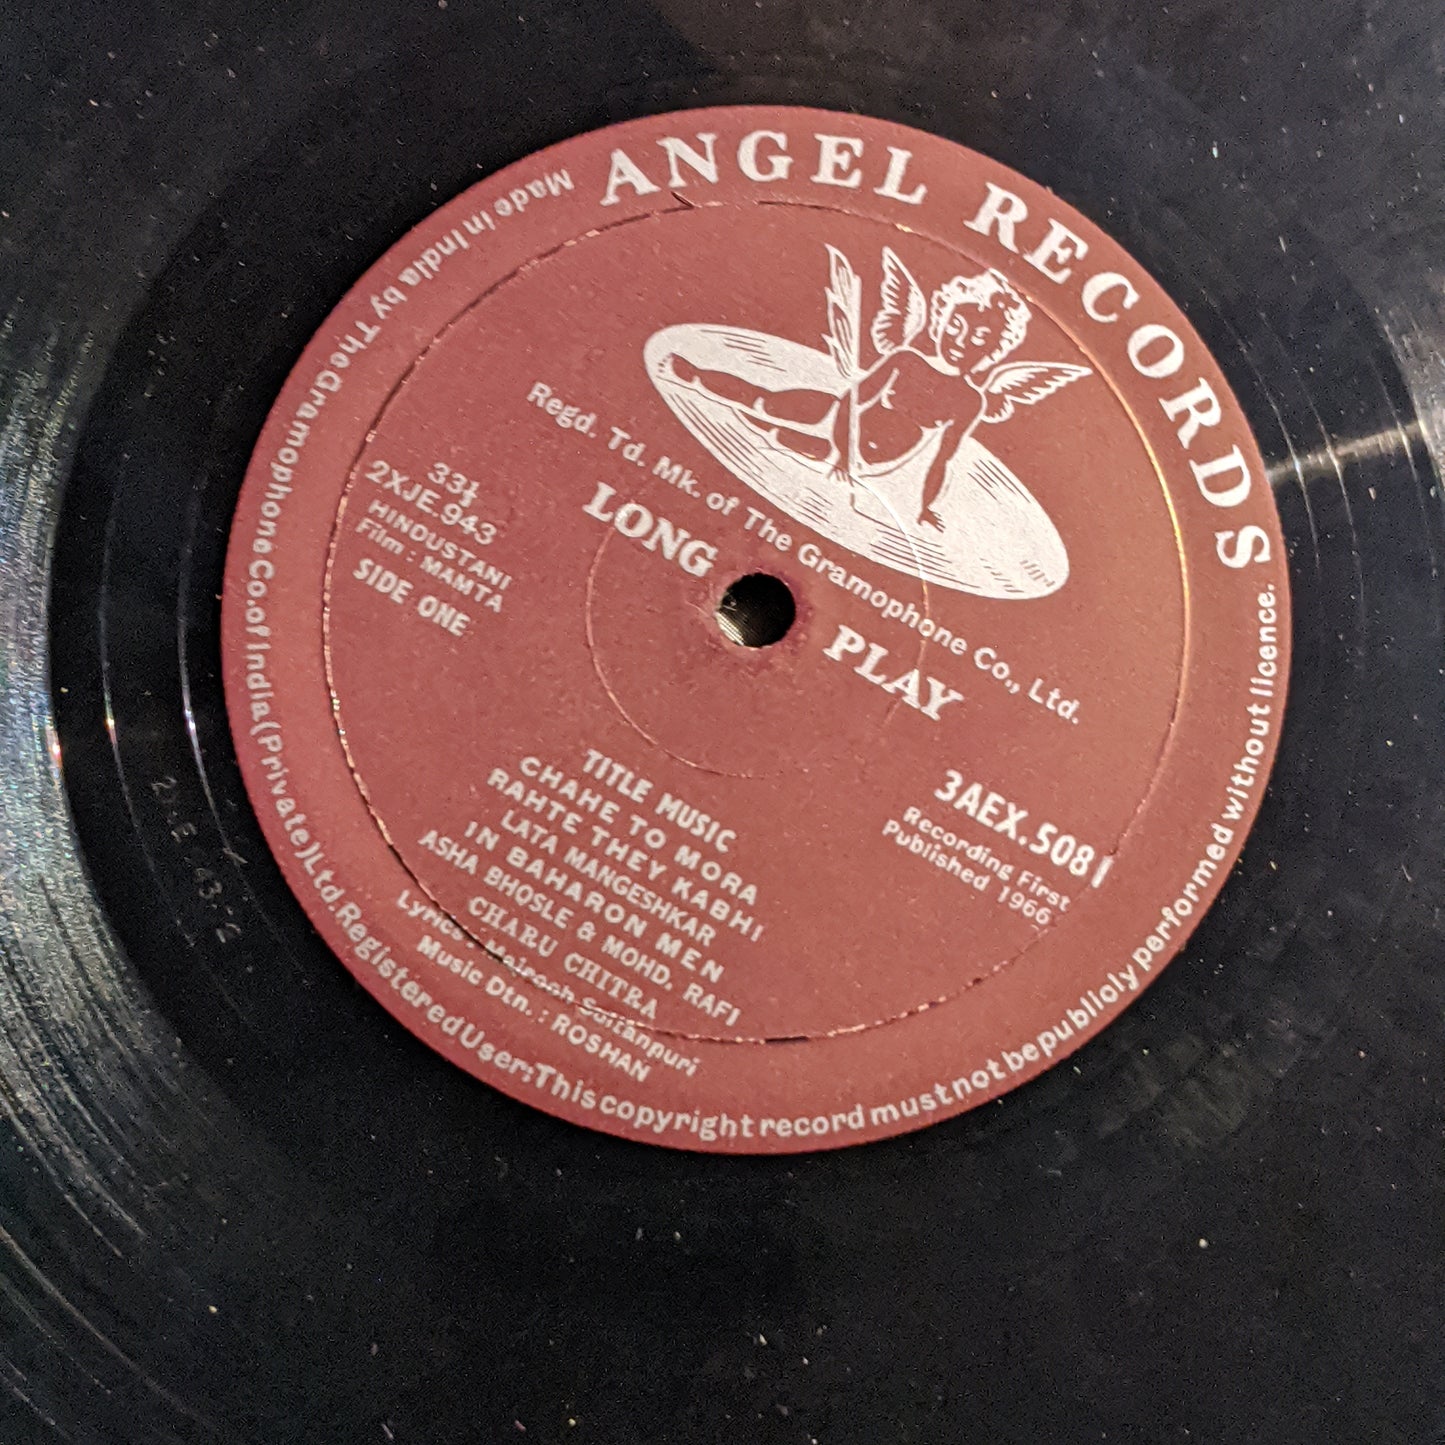 ANGEL RECORDS
Regd. Td. Mk. of The Gramophone Co., Ltd.
LONG PLAY
33⅓
2XJE.943
HINDUSTANI
Film : MAMTA
SIDE ONE
3AEX.5081
Recording First
Published 1966
TITLE MUSIC
CHAHE TO MORA
RAHTE THEY KABHI
LATA MANGESHKAR
IN BAHARON MEN
ASHA BHOSLE & MOHD. RAFI
CHARU CHITRA
Lyrics : Majrooh Sultanpuri
Music Dtn. : ROSHAN
Made in India by The Gramophone Co. of India (Private) Ltd Registered User; This copyright record must not be publicly performed without licence.